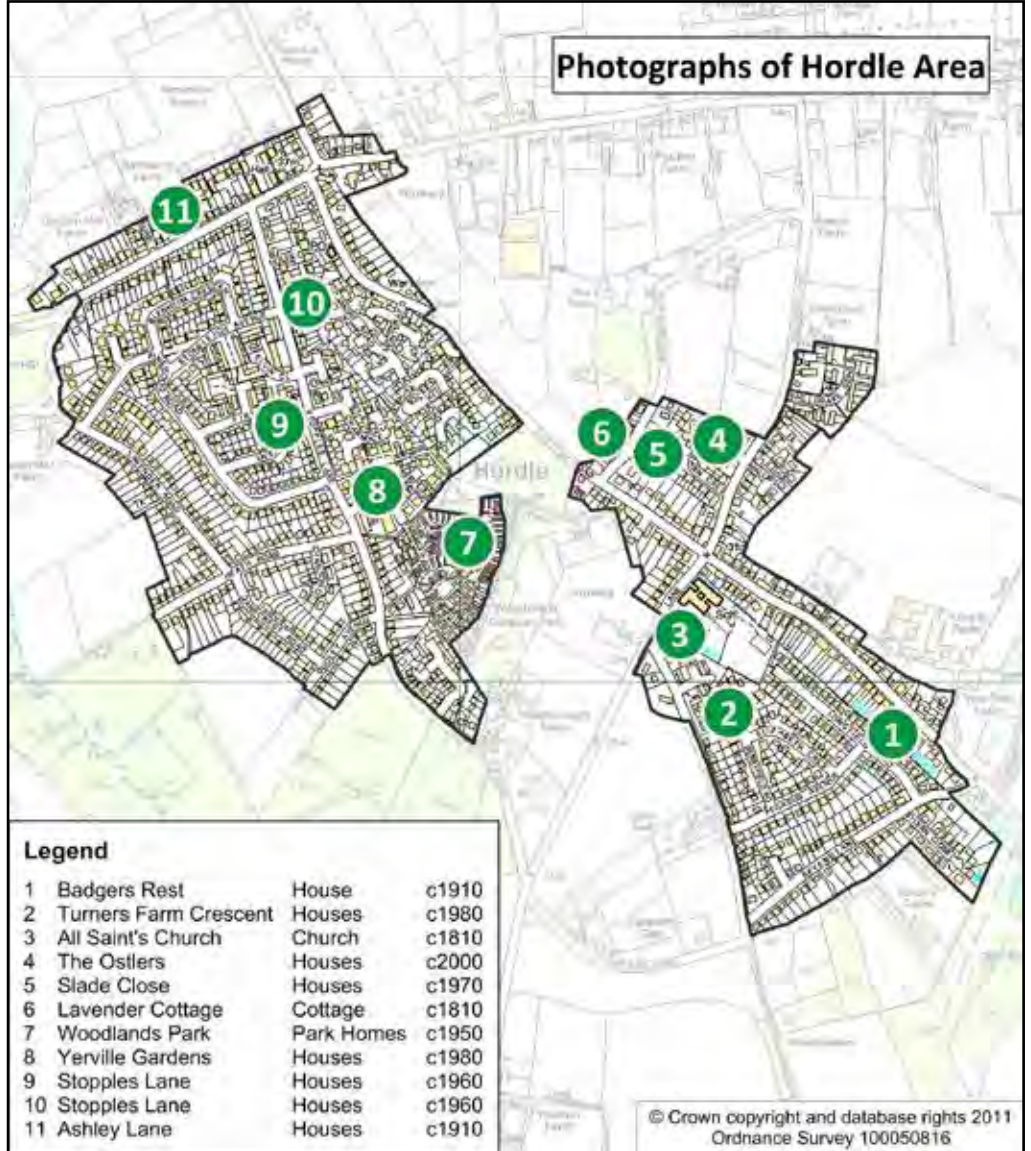 Photographs of Hordle Area
11
10
9
8
Hordle
7
6
5
4
3
2
1
Legend
1 Badgers Rest House c1910
2 Turners Farm Crescent Houses c1980
3 All Saint's Church Church c1810
4 The Ostlers Houses c2000
5 Slade Close Houses c1970
6 Lavender Cottage Cottage c1810
7 Woodlands Park Park Homes c1950
8 Yerville Gardens Houses c1980
9 Stopples Lane Houses c1960
10 Stopples Lane Houses c1960
11 Ashley Lane Houses c1910
© Crown copyright and database rights 2011
Ordnance Survey 100050816